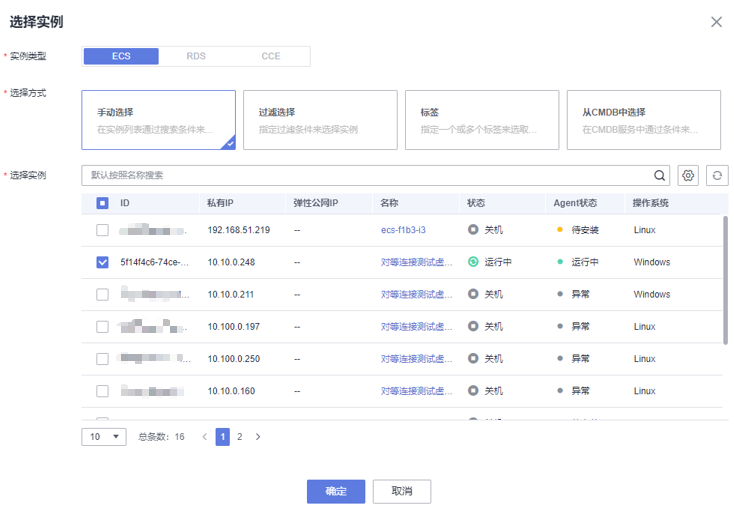 选择实例
* 实例类型 ECS RDS CCE
* 选择方式
手动选择 过滤选择 标签 从CMDB中选择
在实例列表通过搜索条件来... 指定过滤条件来选择实例 指定一个或多个标签来选取... 在CMDB服务中通过条件来...
* 选择实例 默认按照名称搜索
ID 私有IP 弹性公网IP 名称 状态 Agent状态 操作系统
192.168.51.219 -- ecs-f1b3-i3 关机 待安装 Linux
5f14f4c6-74ce-... 10.10.0.248 -- 对等连接测试虚... 运行中 运行中 Windows
10.10.0.211 -- 对等连接测试虚... 关机 异常 Windows
10.100.0.197 -- 对等连接测试虚... 关机 异常 Linux
10.100.0.250 -- 对等连接测试虚... 关机 异常 Linux
10.10.0.160 -- 对等连接测试虚... 关机 异常 Linux
10 总条数: 16 1 2
确定 取消